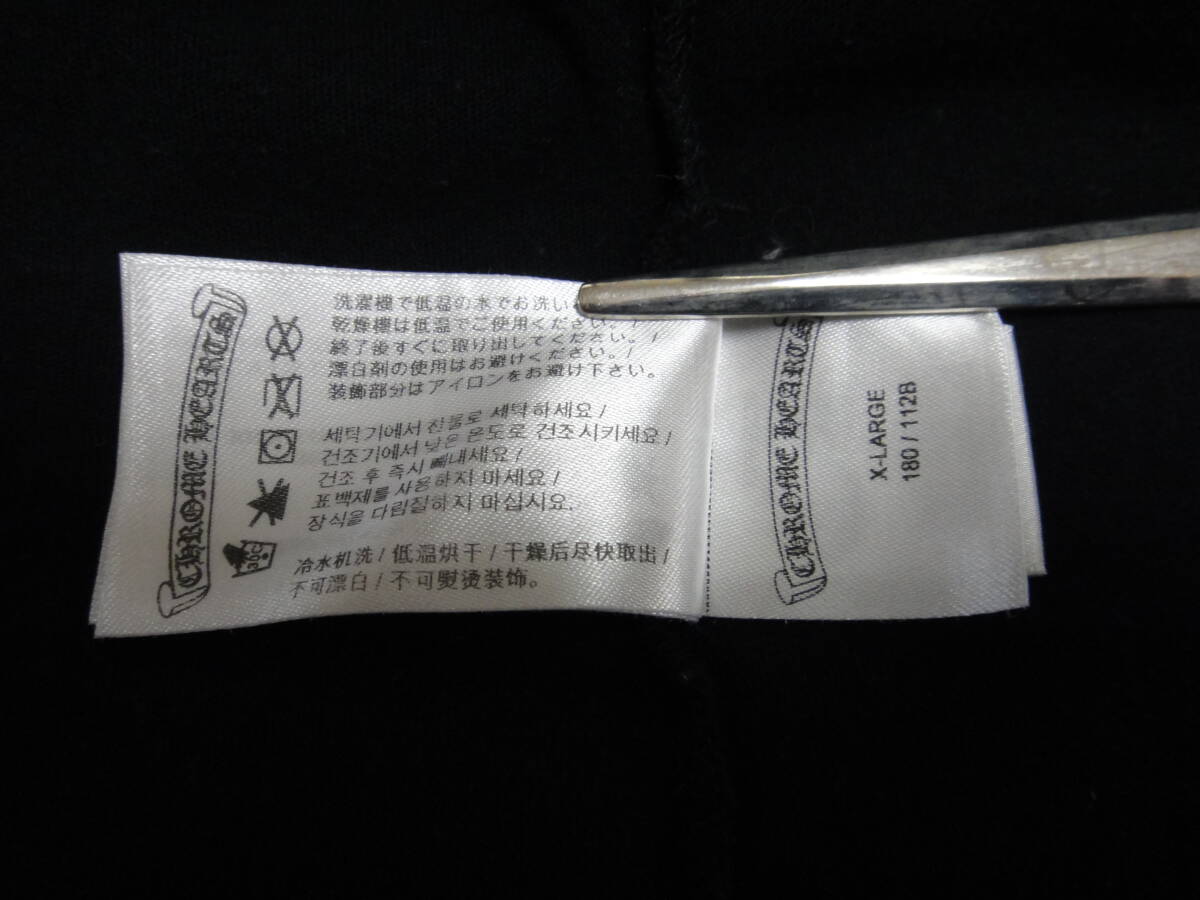 CHROME HEARTS
洗濯機で低温の水でお洗い
乾燥機は低温でご使用ください。/
終了後すぐに取り出してください。/
漂白剤の使用はお避けください。/
装飾部分はアイロンをお避け下さい。
세탁기에서 찬물로 세탁하세요/
건조기에서 낮은 온도로 건조시키세요/
건조 후 즉시 빼내세요/
표백제를 사용하지 마세요/
장식을 다림질하지 마십시요.
冷水机洗/低温烘干/干燥后尽快取出/
不可漂白/不可熨烫装饰。
CHROME HEARTS
X-LARGE
180/112B